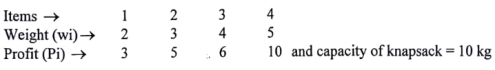 Items → 1 2 3 4
Weight (wi)→ 2 3 4 5
Profit (Pi) → 3 5 6 10 and capacity of knapsack = 10 kg